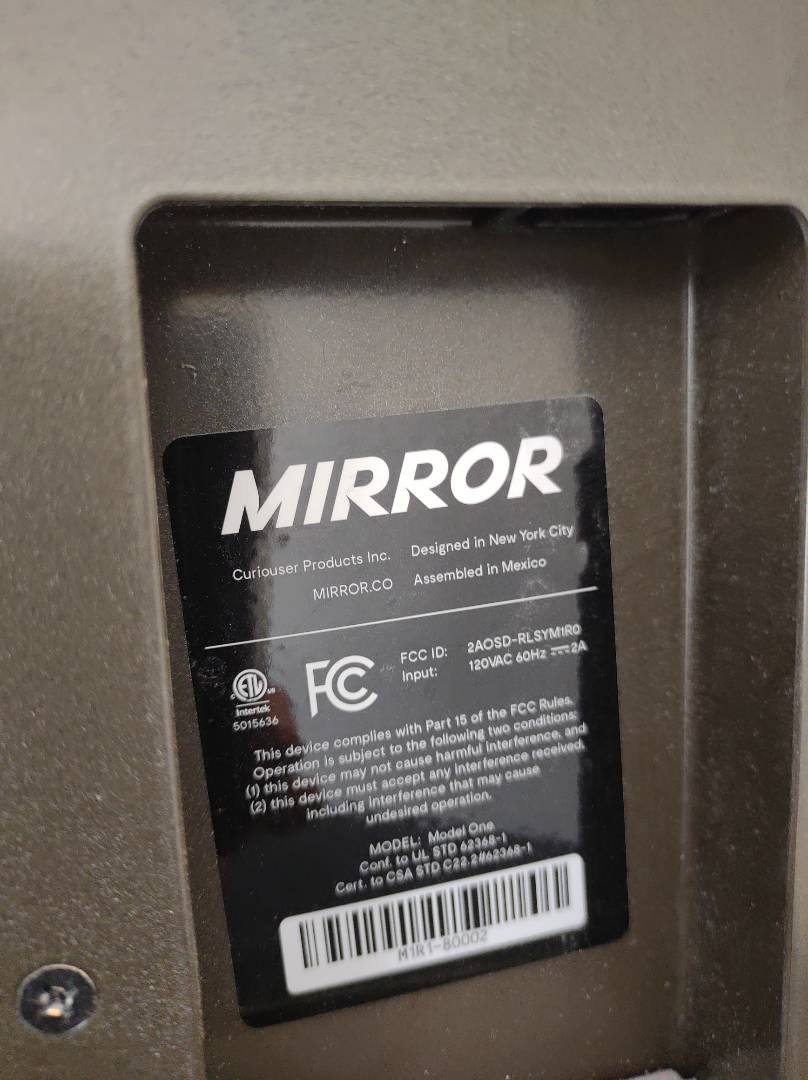 MIRROR
Curiouser Products Inc. Designed in New York City
MIRROR.CO Assembled in Mexico
FCC ID: 2AOSD-RLSYM1R0
Input: 120VAC 60Hz ⎓2A
ETL
c us
Intertek
5015636
FC
This device complies with Part 15 of the FCC Rules.
Operation is subject to the following two conditions:
(1) this device may not cause harmful interference, and
(2) this device must accept any interference received,
including interference that may cause
undesired operation.
MODEL: Model One
Conf. to UL STD 62368-1
Cert. to CSA STD C22.2#62368-1
M1R1-80002